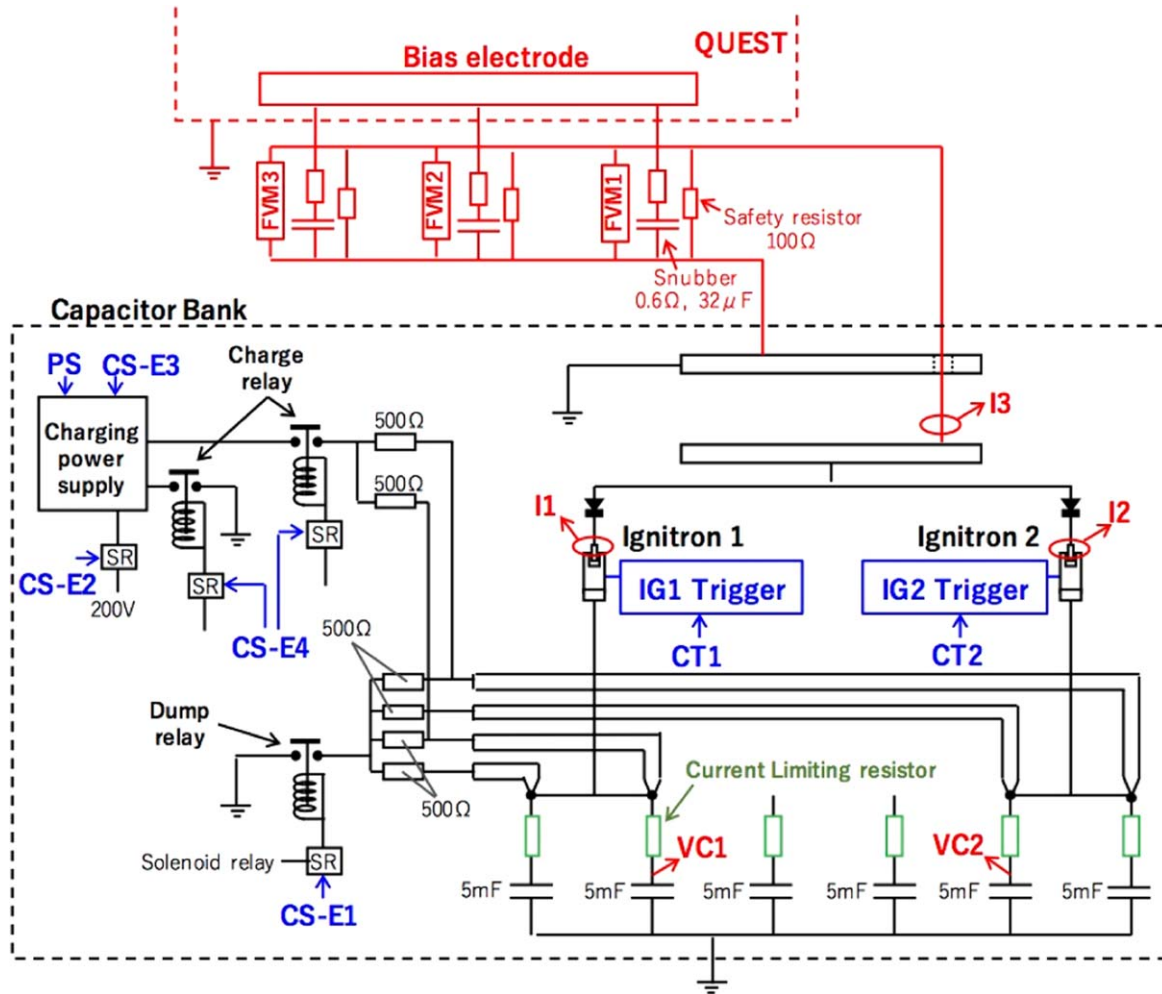 QUEST
Bias electrode
FVM3
FVM2
FVM1
Safety resistor
100Ω
Snubber
0.6Ω, 32μF
Capacitor Bank
PS
CS-E3
Charge
relay
Charging
power
supply
500Ω
500Ω
I3
I1
I2
Ignitron 1
Ignitron 2
SR
SR
SR
CS-E2
200V
IG1 Trigger
IG2 Trigger
CS-E4
CT1
CT2
500Ω
Dump
relay
500Ω
Current Limiting resistor
Solenoid relay
SR
CS-E1
VC1
VC2
5mF
5mF
5mF
5mF
5mF
5mF